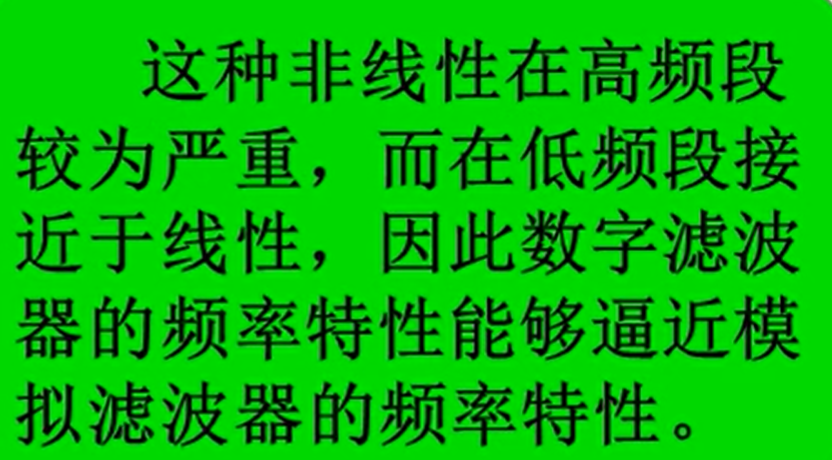 这种非线性在高频段
较为严重，而在低频段接
近于线性，因此数字滤波
器的频率特性能够逼近模
拟滤波器的频率特性。